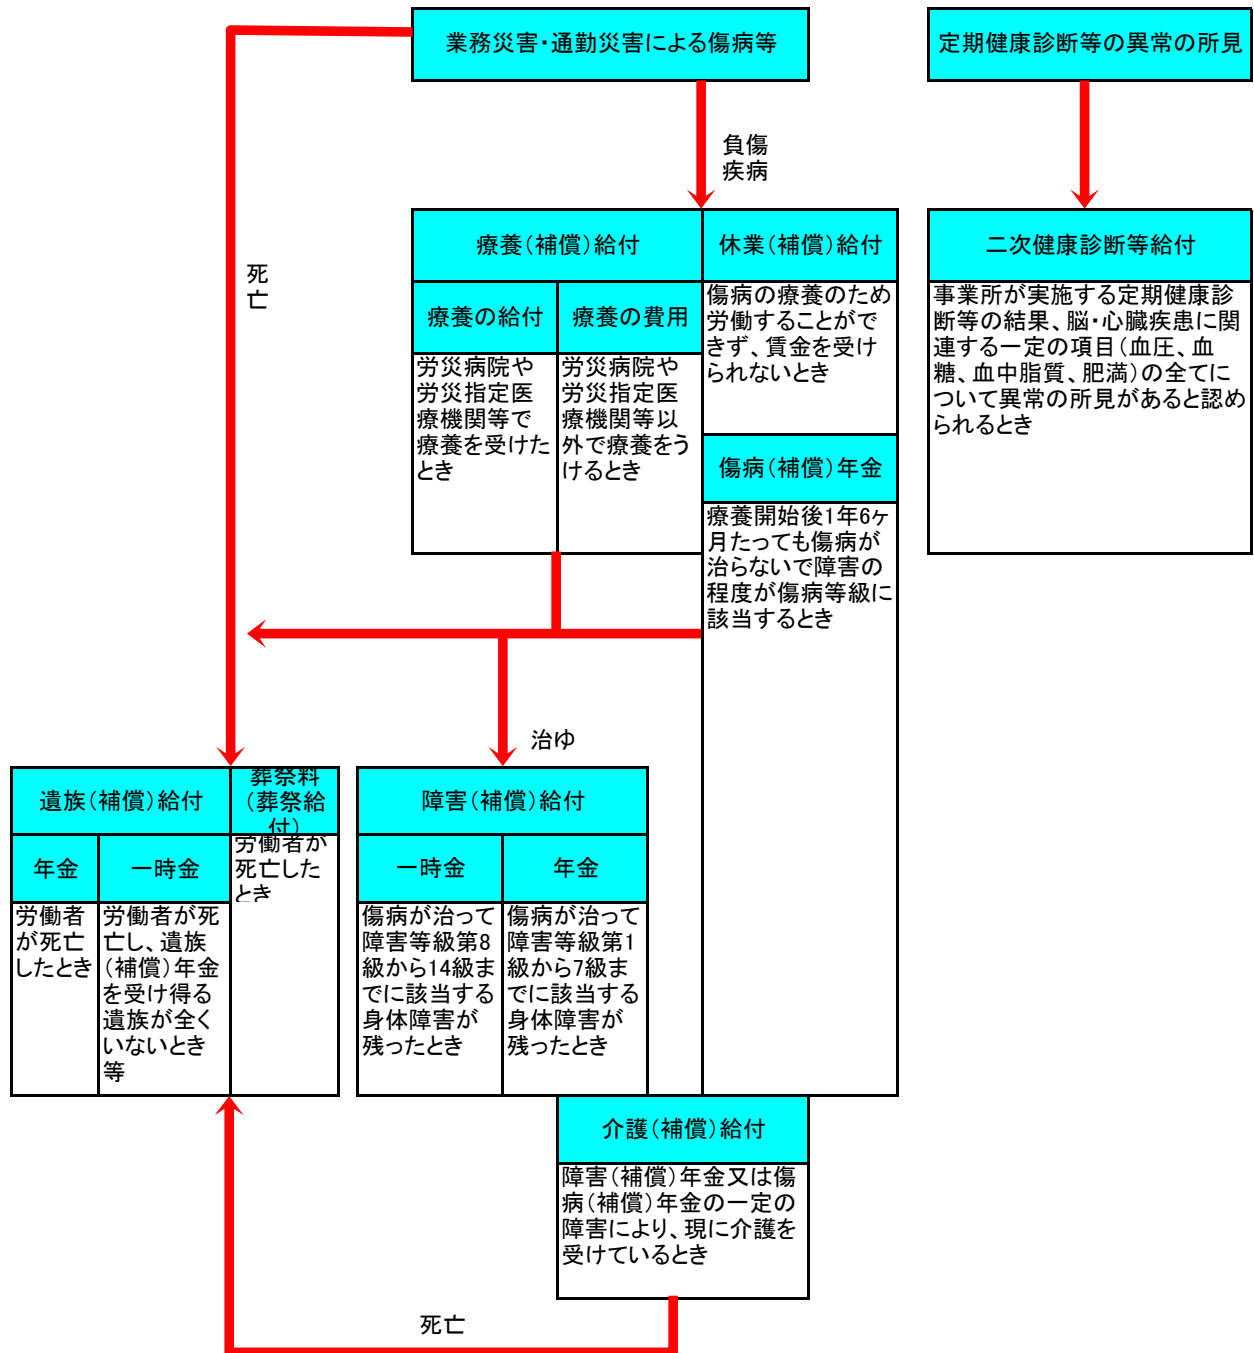 業務災害・通勤災害による傷病等
定期健康診断等の異常の所見
負傷
疾病
死
亡
療養(補償)給付
休業(補償)給付
二次健康診断等給付
療養の給付
療養の費用
労災病院や
労災指定医
療機関等で
療養を受けた
とき
労災病院や
労災指定医
療機関等以
外で療養をう
けるとき
傷病の療養のため
労働することがで
きず、賃金を受け
られないとき
事業所が実施する定期健康診
断等の結果、脳・心臓疾患に関
連する一定の項目(血圧、血
糖、血中脂質、肥満)の全てに
ついて異常の所見があると認め
られるとき
傷病(補償)年金
療養開始後1年6ヶ
月たっても傷病が
治らないで障害の
程度が傷病等級に
該当するとき
治ゆ
遺族(補償)給付
葬祭料
(葬祭給
付)
障害(補償)給付
年金
一時金
労働者が
死亡した
とき
一時金
年金
労働者
が死亡
したとき
労働者が死
亡し、遺族
(補償)年金
を受け得る
遺族が全く
いないとき
等
傷病が治って
障害等級第8
級から14級ま
でに該当する
身体障害が
残ったとき
傷病が治って
障害等級第1
級から7級ま
でに該当する
身体障害が
残ったとき
介護(補償)給付
障害(補償)年金又は傷
病(補償)年金の一定の
障害により、現に介護を
受けているとき
死亡